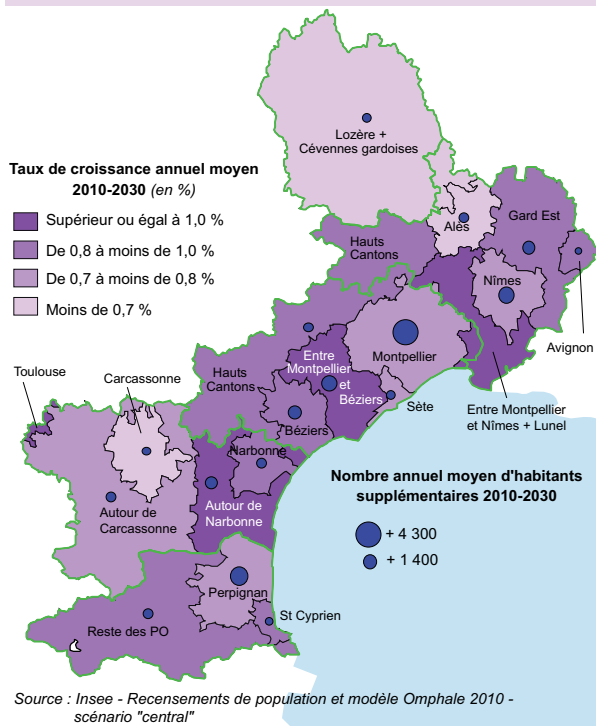 Taux de croissance annuel moyen
2010-2030 (en %)
Supérieur ou égal à 1,0 %
De 0,8 à moins de 1,0 %
De 0,7 à moins de 0,8 %
Moins de 0,7 %
Lozère +
Cévennes gardoises
Alès
Gard Est
Hauts
Cantons
Nîmes
Avignon
Montpellier
Entre
Montpellier
et
Béziers
Hauts
Cantons
Sète
Entre Montpellier
et Nîmes + Lunel
Toulouse
Carcassonne
Béziers
Narbonne
Autour de
Carcassonne
Autour de
Narbonne
Nombre annuel moyen d'habitants
supplémentaires 2010-2030
+ 4 300
+ 1 400
Perpignan
St Cyprien
Reste des PO
Source : Insee - Recensements de population et modèle Omphale 2010 -
scénario "central"